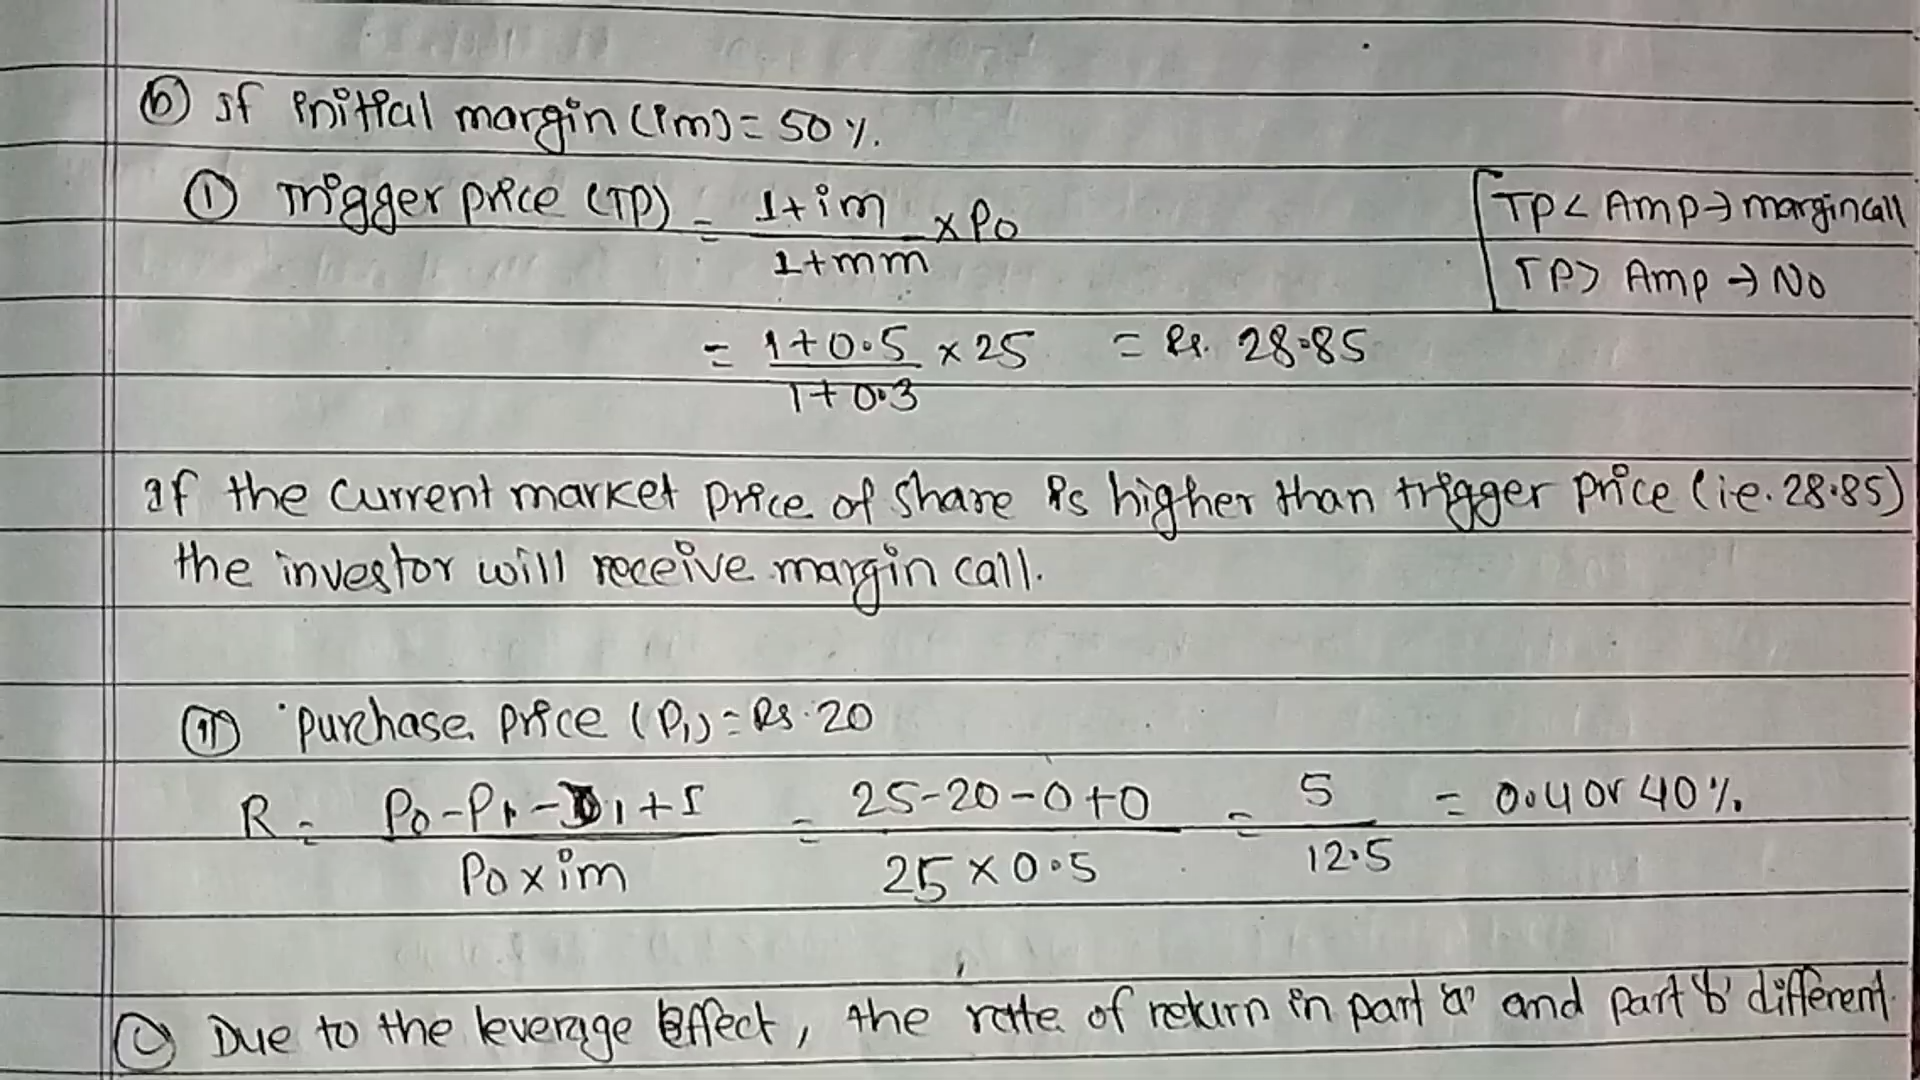 (b) If initial margin (im) = 50%.
(i) Trigger price (TP) = 1+im / 1+mm × P0
TP < Amp → margin call
TP > Amp → No
= 1+0.5 / 1+0.3 × 25 = Rs. 28.85
If the current market price of share is higher than trigger price (i.e. 28.85)
the investor will receive margin call.
(ii) purchase price (P1) = Rs. 20
R = P0 - P1 - D1 + I / P0 × im = 25-20-0+0 / 25 × 0.5 = 5 / 12.5 = 0.4 or 40%.
(c) Due to the leverage effect, the rate of return in part 'a' and part 'b' different.